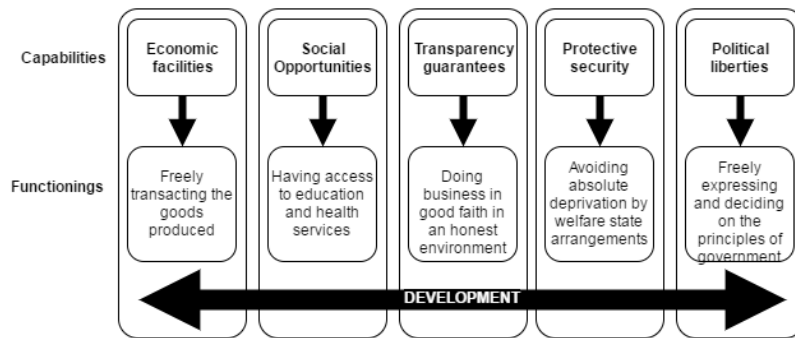 Capabilities
Economic
facilities
Social
Opportunities
Transparency
guarantees
Protective
security
Political
liberties
Functionings
Freely
transacting the
goods
produced
Having access
to education
and health
services
Doing
business in
good faith in
an honest
environment
Avoiding
absolute
deprivation by
welfare state
arrangements
Freely
expressing
and deciding
on the
principles of
government
DEVELOPMENT